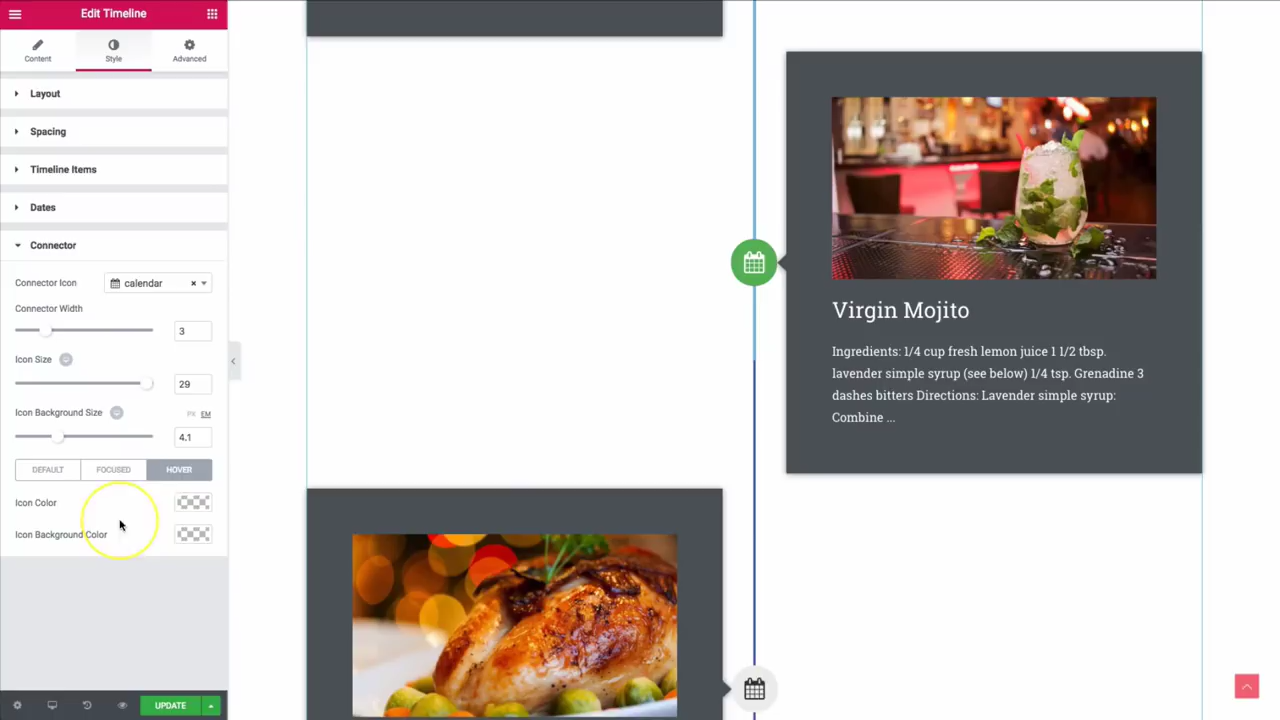 Edit Timeline
Content
Style
Advanced
Layout
Spacing
Timeline Items
Dates
Connector
Connector Icon
calendar
Connector Width
3
Icon Size
29
Icon Background Size
PX EM
4.1
DEFAULT
FOCUSED
HOVER
Icon Color
Icon Background Color
UPDATE
Virgin Mojito
Ingredients: 1/4 cup fresh lemon juice 1 1/2 tbsp.
lavender simple syrup (see below) 1/4 tsp. Grenadine 3
dashes bitters Directions: Lavender simple syrup:
Combine ...